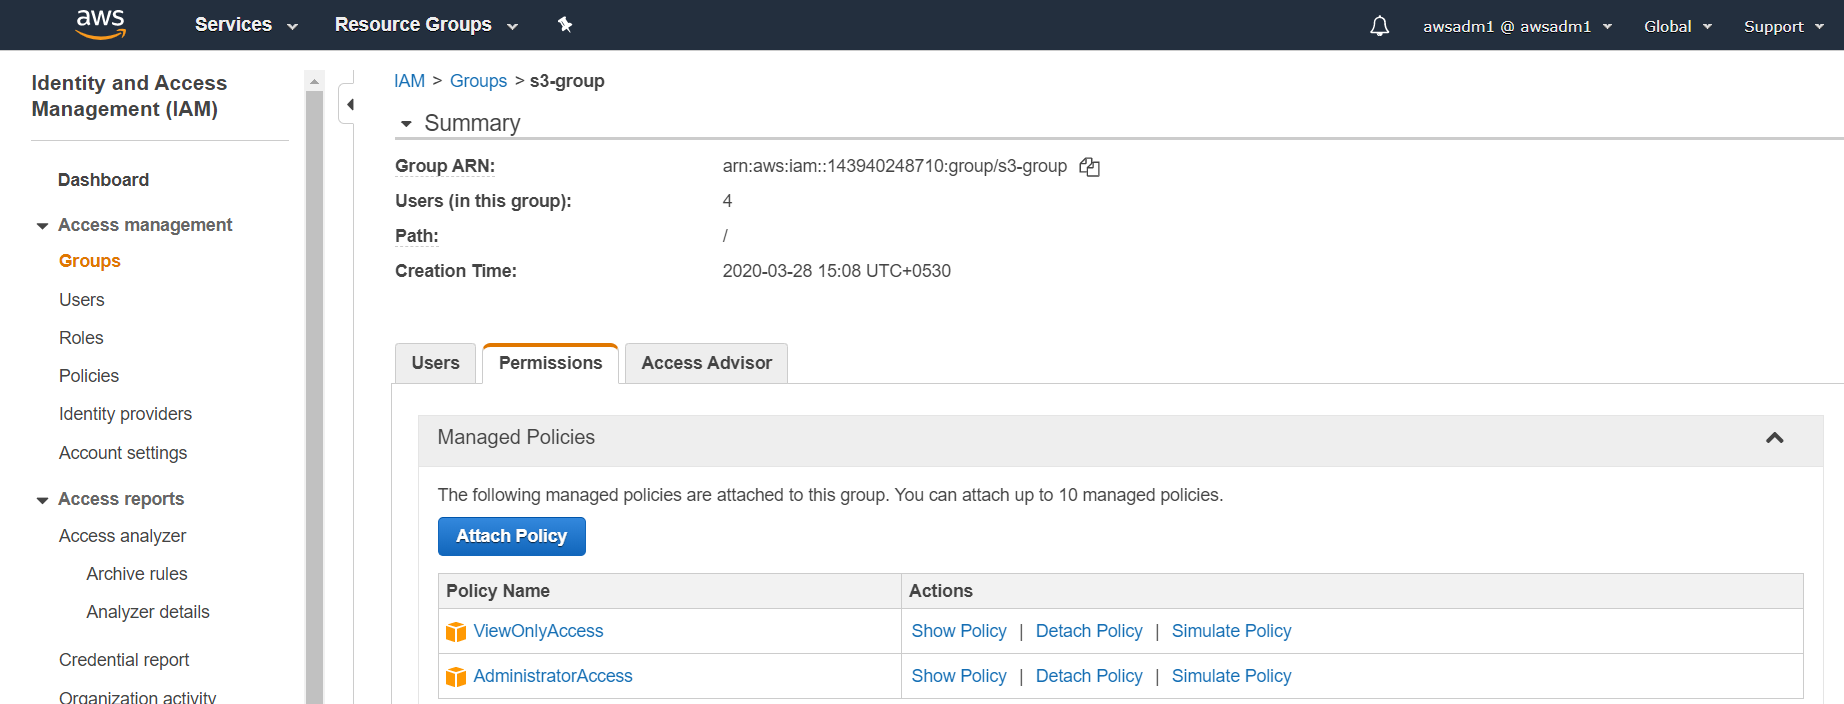 aws Services Resource Groups awsadm1 @ awsadm1 Global Support
Identity and Access
Management (IAM)
Dashboard
Access management
Groups
Users
Roles
Policies
Identity providers
Account settings
Access reports
Access analyzer
Archive rules
Analyzer details
Credential report
Organization activity
IAM > Groups > s3-group
Summary
Group ARN: arn:aws:iam::143940248710:group/s3-group
Users (in this group): 4
Path: /
Creation Time: 2020-03-28 15:08 UTC+0530
Users Permissions Access Advisor
Managed Policies
The following managed policies are attached to this group. You can attach up to 10 managed policies.
Attach Policy
Policy Name Actions
ViewOnlyAccess Show Policy | Detach Policy | Simulate Policy
AdministratorAccess Show Policy | Detach Policy | Simulate Policy